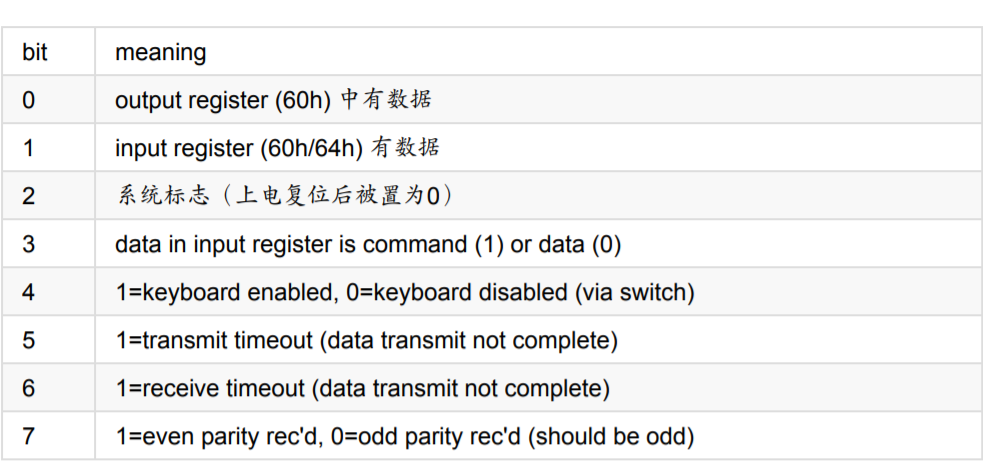 bit meaning
0 output register (60h) 中有数据
1 input register (60h/64h) 有数据
2 系统标志（上电复位后被置为0）
3 data in input register is command (1) or data (0)
4 1=keyboard enabled, 0=keyboard disabled (via switch)
5 1=transmit timeout (data transmit not complete)
6 1=receive timeout (data transmit not complete)
7 1=even parity rec'd, 0=odd parity rec'd (should be odd)